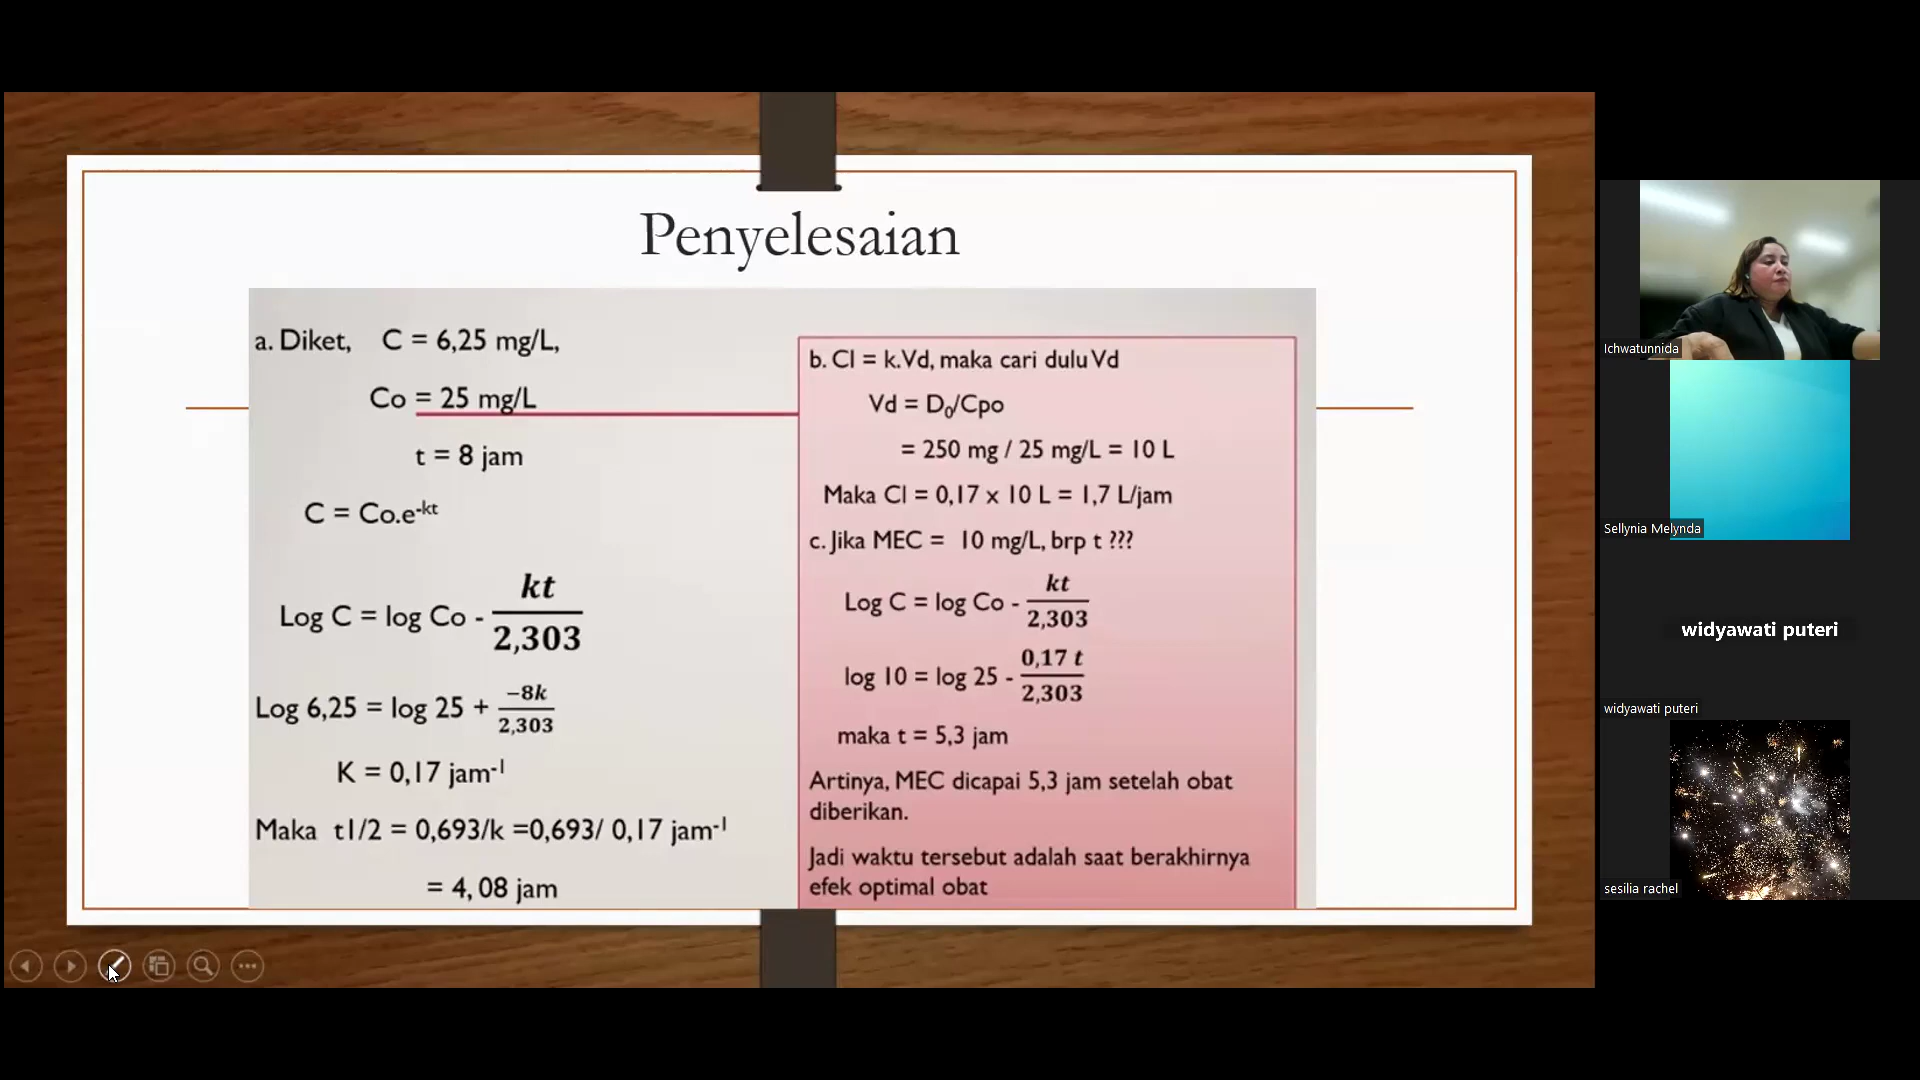 Penyelesaian
a. Diket, C = 6,25 mg/L,
Co = 25 mg/L
t = 8 jam
C = Co.e^-kt
Log C = log Co - kt/2,303
Log 6,25 = log 25 + −8k/2,303
K = 0,17 jam^-1
Maka t1/2 = 0,693/k =0,693/ 0,17 jam^-1
= 4, 08 jam
b. Cl = k.Vd, maka cari dulu Vd
Vd = D₀/Cpo
= 250 mg / 25 mg/L = 10 L
Maka Cl = 0,17 x 10 L = 1,7 L/jam
c. Jika MEC = 10 mg/L, brp t ???
Log C = log Co - kt/2,303
log 10 = log 25 - 0,17 t/2,303
maka t = 5,3 jam
Artinya, MEC dicapai 5,3 jam setelah obat
diberikan.
Jadi waktu tersebut adalah saat berakhirnya
efek optimal obat
Ichwatunnida
Sellynia Melynda
widyawati puteri
widyawati puteri
sesilia rachel